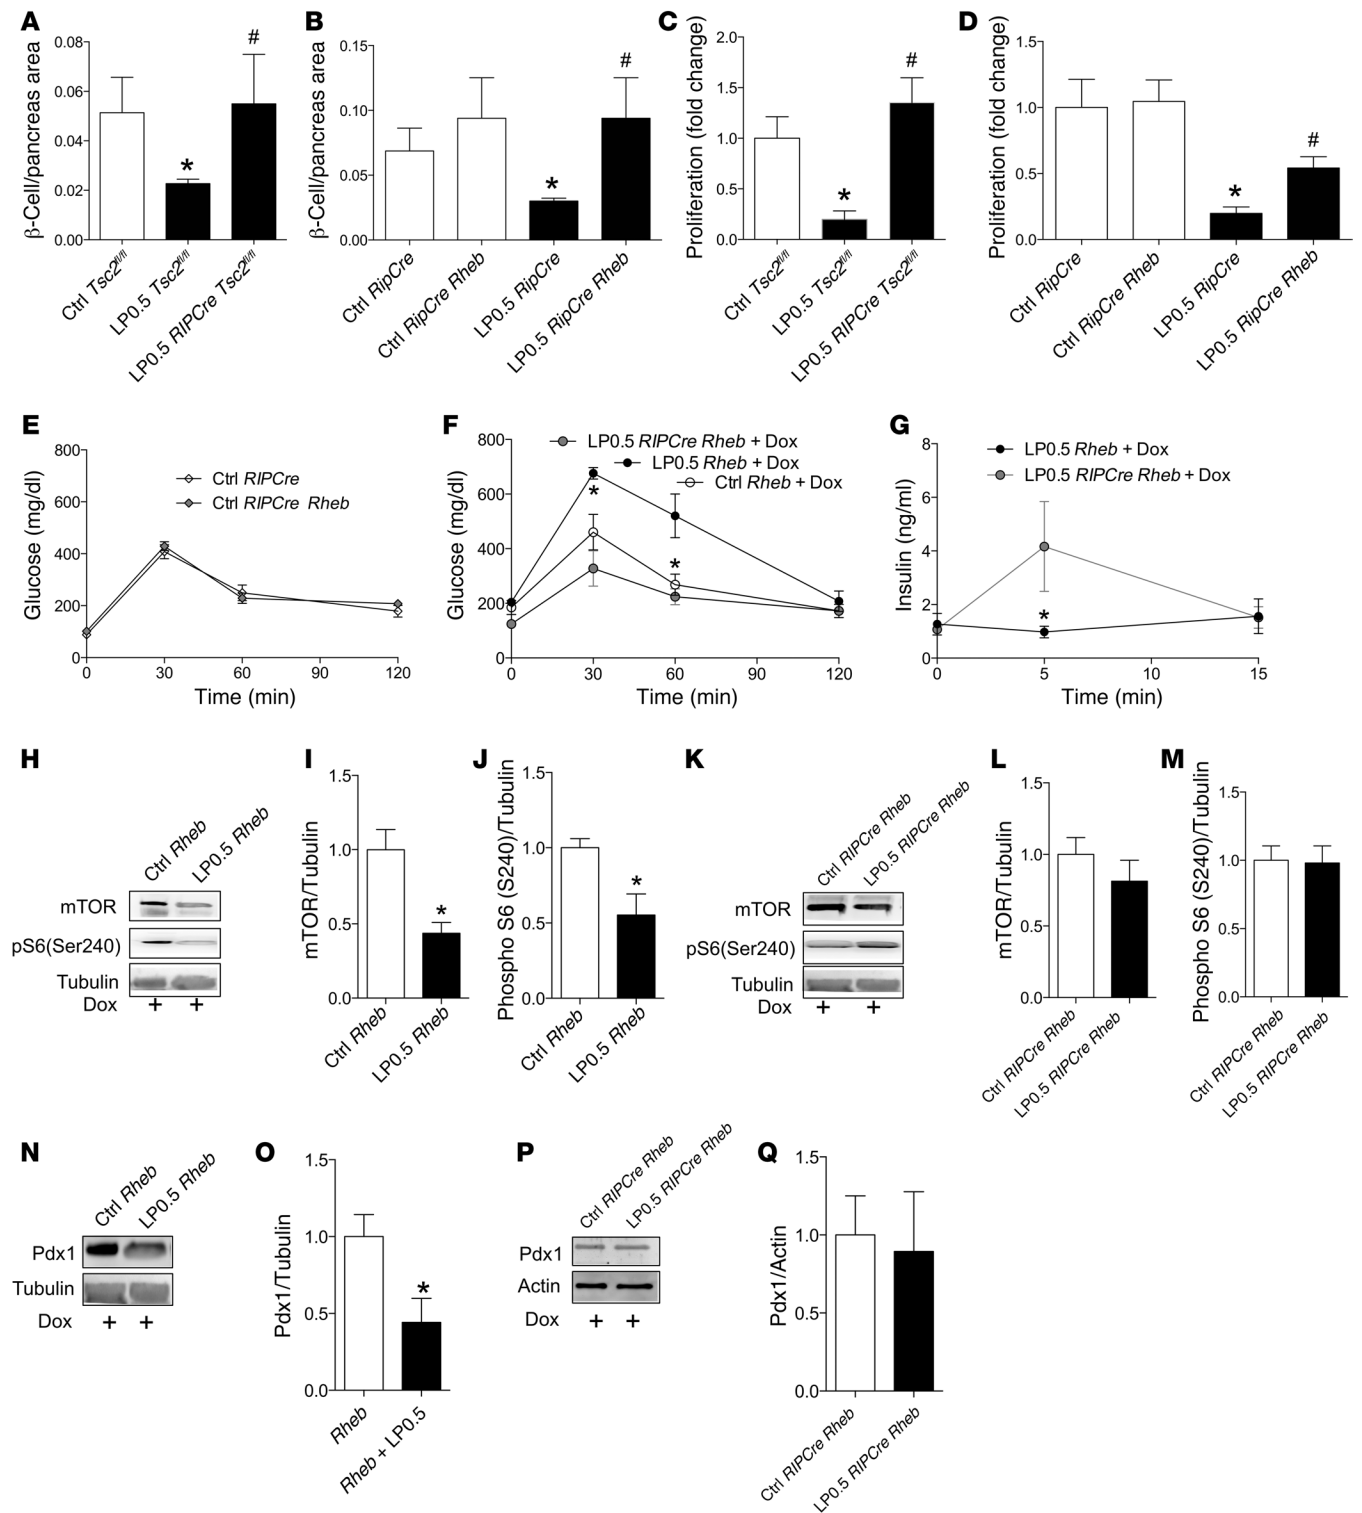 A
β-Cell/pancreas area
0.08
0.06
0.04
0.02
0.00
*
#
Ctrl Tsc2fl/fl
LP0.5 Tsc2fl/fl
LP0.5 RIPCre Tsc2fl/fl
B
β-Cell/pancreas area
0.15
0.10
0.05
0.00
*
#
Ctrl RipCre
Ctrl RipCre Rheb
LP0.5 RipCre
LP0.5 RipCre Rheb
C
Proliferation (fold change)
2.0
1.5
1.0
0.5
0.0
*
#
Ctrl Tsc2fl/fl
LP0.5 Tsc2fl/fl
LP0.5 RIPCre Tsc2fl/fl
D
Proliferation (fold change)
1.5
1.0
0.5
0.0
*
#
Ctrl RipCre
Ctrl RipCre Rheb
LP0.5 RipCre
LP0.5 RipCre Rheb
E
Glucose (mg/dl)
800
600
400
200
0
Ctrl RIPCre
Ctrl RIPCre Rheb
0 30 60 90 120
Time (min)
F
Glucose (mg/dl)
800
600
400
200
0
LP0.5 RIPCre Rheb + Dox
LP0.5 Rheb + Dox
Ctrl Rheb + Dox
*
*
0 30 60 90 120
Time (min)
G
Insulin (ng/ml)
8
6
4
2
0
LP0.5 Rheb + Dox
LP0.5 RIPCre Rheb + Dox
*
0 5 10 15
Time (min)
H
Ctrl Rheb
LP0.5 Rheb
mTOR
pS6(Ser240)
Tubulin
Dox + +
I
mTOR/Tubulin
1.5
1.0
0.5
0.0
*
Ctrl Rheb
LP0.5 Rheb
J
Phospho S6 (S240)/Tubulin
1.5
1.0
0.5
0.0
*
Ctrl Rheb
LP0.5 Rheb
K
Ctrl RIPCre Rheb
LP0.5 RIPCre Rheb
mTOR
pS6(Ser240)
Tubulin
Dox + +
L
mTOR/Tubulin
1.5
1.0
0.5
0.0
Ctrl RIPCre Rheb
LP0.5 RIPCre Rheb
M
Phospho S6 (S240)/Tubulin
1.5
1.0
0.5
0.0
Ctrl RIPCre Rheb
LP0.5 RIPCre Rheb
N
Ctrl Rheb
LP0.5 Rheb
Pdx1
Tubulin
Dox + +
O
Pdx1/Tubulin
1.5
1.0
0.5
0.0
*
Rheb
Rheb + LP0.5
P
Ctrl RIPCre Rheb
LP0.5 RIPCre Rheb
Pdx1
Actin
Dox + +
Q
Pdx1/Actin
1.5
1.0
0.5
0.0
Ctrl RIPCre Rheb
LP0.5 RIPCre Rheb